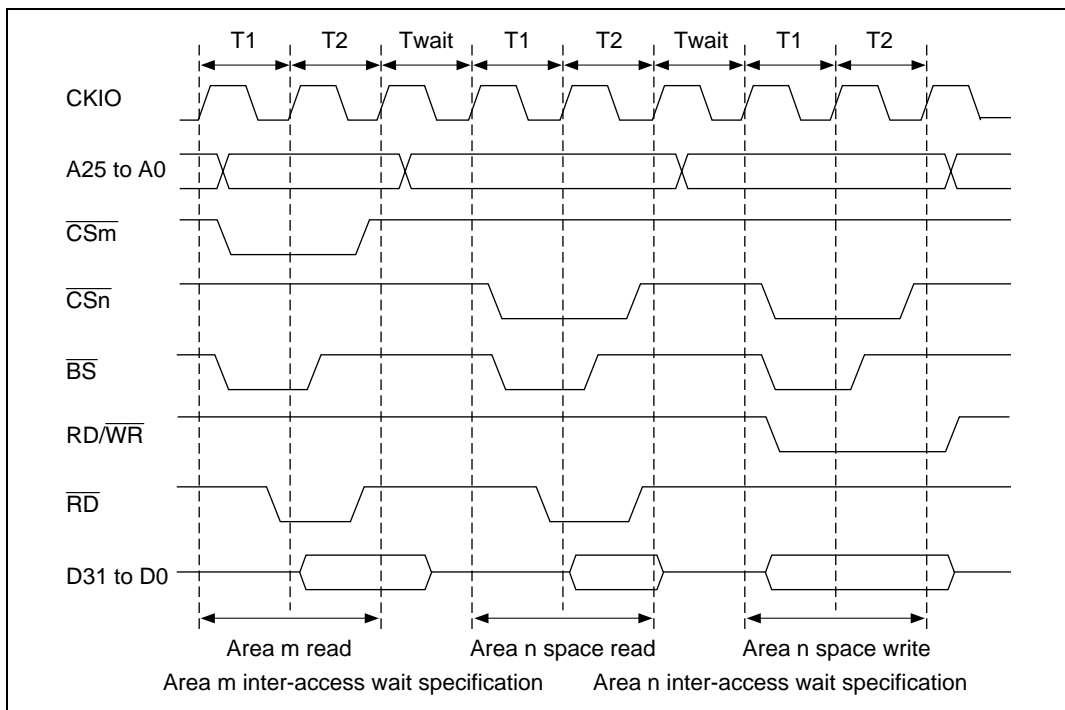 T1 T2 Twait T1 T2 Twait T1 T2
CKIO
A25 to A0
CSm
CSn
BS
RD/WR
RD
D31 to D0
Area m read Area n space read Area n space write
Area m inter-access wait specification Area n inter-access wait specification